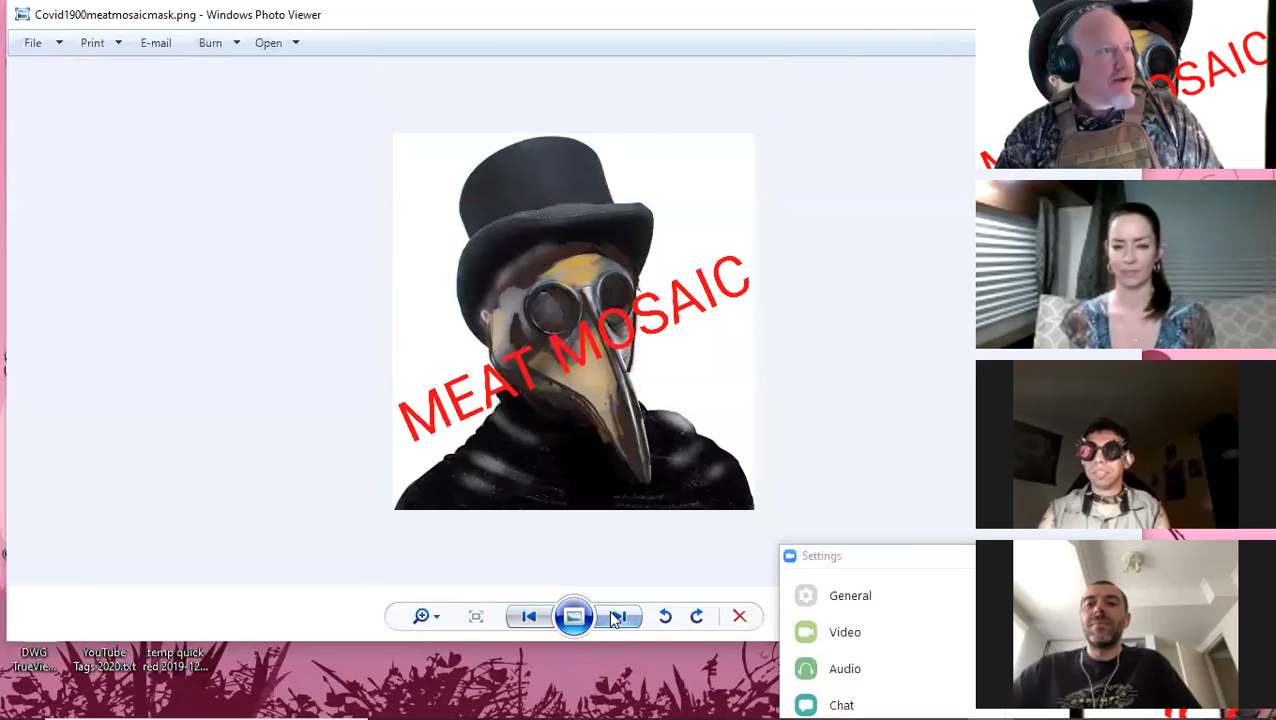 Covid1900meatmosaicmask.png - Windows Photo Viewer
File Print E-mail Burn Open
MEAT MOSAIC
OSAIC
M
Settings
General
Video
Audio
Chat
DWG TrueVie...
YouTube Tags 2020.txt
temp quick red 2019-12...